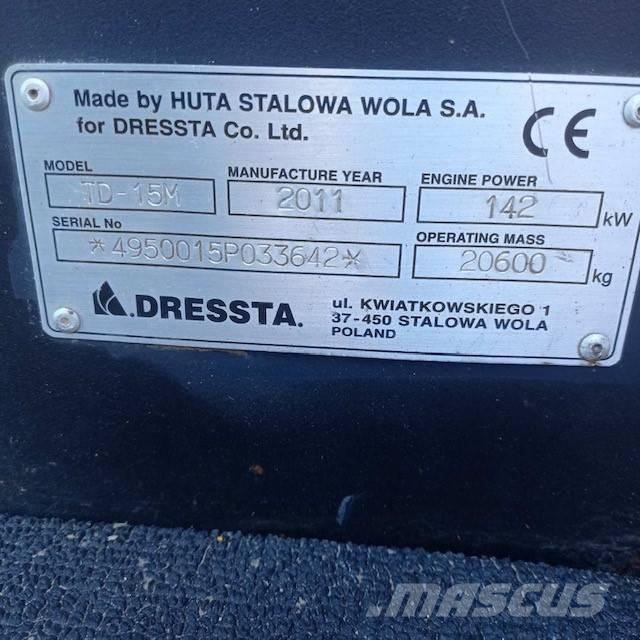 Made by HUTA STALOWA WOLA S.A.
for DRESSTA Co. Ltd.
CE
MODEL
TD-15M
MANUFACTURE YEAR
2011
ENGINE POWER
142 kW
SERIAL No
*4950015P033642*
OPERATING MASS
20600 kg
DRESSTA.
ul. KWIATKOWSKIEGO 1
37-450 STALOWA WOLA
POLAND
MASCUS